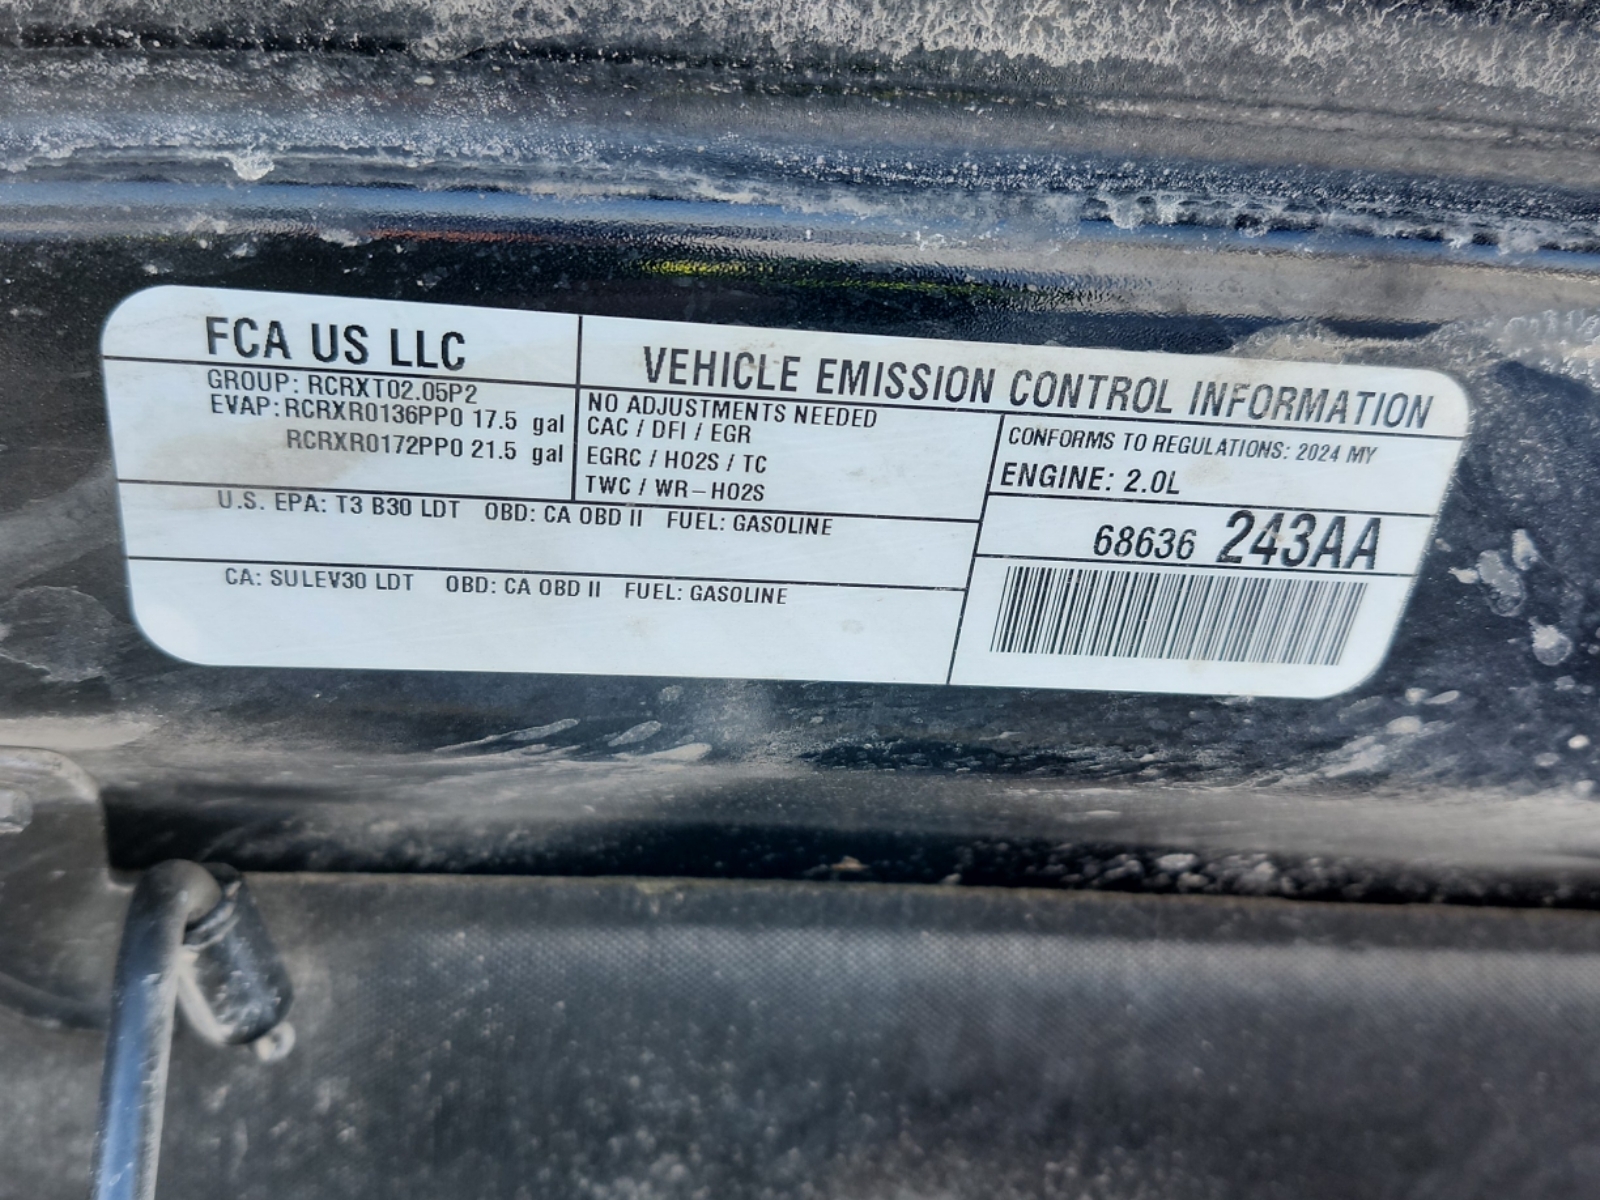 FCA US LLC
VEHICLE EMISSION CONTROL INFORMATION
GROUP: RCRXT02.05P2
EVAP: RCRXR0136PP0 17.5 gal
RCRXR0172PP0 21.5 gal
NO ADJUSTMENTS NEEDED
CAC / DFI / EGR
EGRC / HO2S / TC
TWC / WR-HO2S
CONFORMS TO REGULATIONS: 2024 MY
ENGINE: 2.0L
U.S. EPA: T3 B30 LDT OBD: CA OBD II FUEL: GASOLINE
68636 243AA
CA: SULEV30 LDT OBD: CA OBD II FUEL: GASOLINE